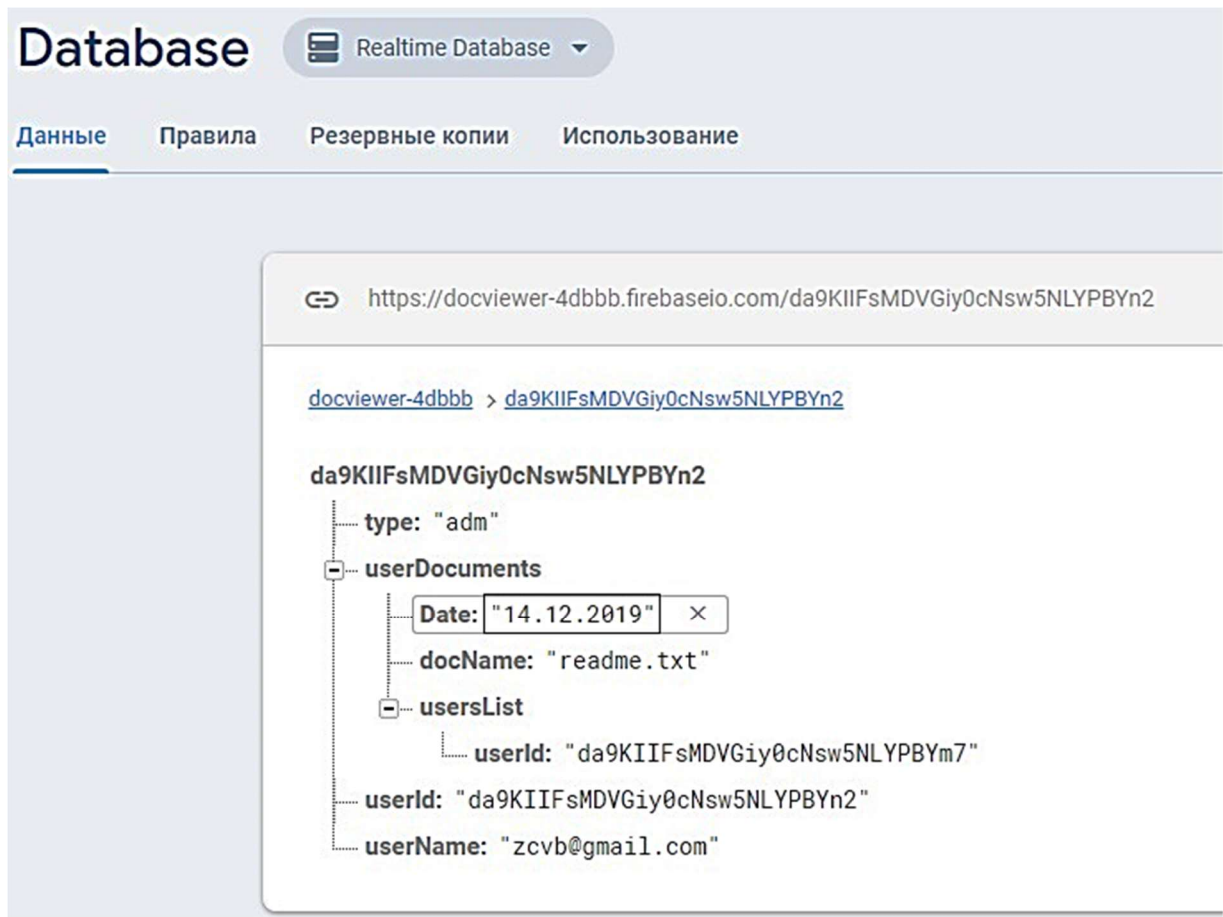 Database Realtime Database
Данные Правила Резервные копии Использование
https://docviewer-4dbbb.firebaseio.com/da9KIIFsMDVGiy0cNsw5NLYPBYn2
docviewer-4dbbb > da9KIIFsMDVGiy0cNsw5NLYPBYn2
da9KIIFsMDVGiy0cNsw5NLYPBYn2
type: "adm"
userDocuments
Date: "14.12.2019" ×
docName: "readme.txt"
usersList
userId: "da9KIIFsMDVGiy0cNsw5NLYPBYm7"
userId: "da9KIIFsMDVGiy0cNsw5NLYPBYn2"
userName: "zcvb@gmail.com"